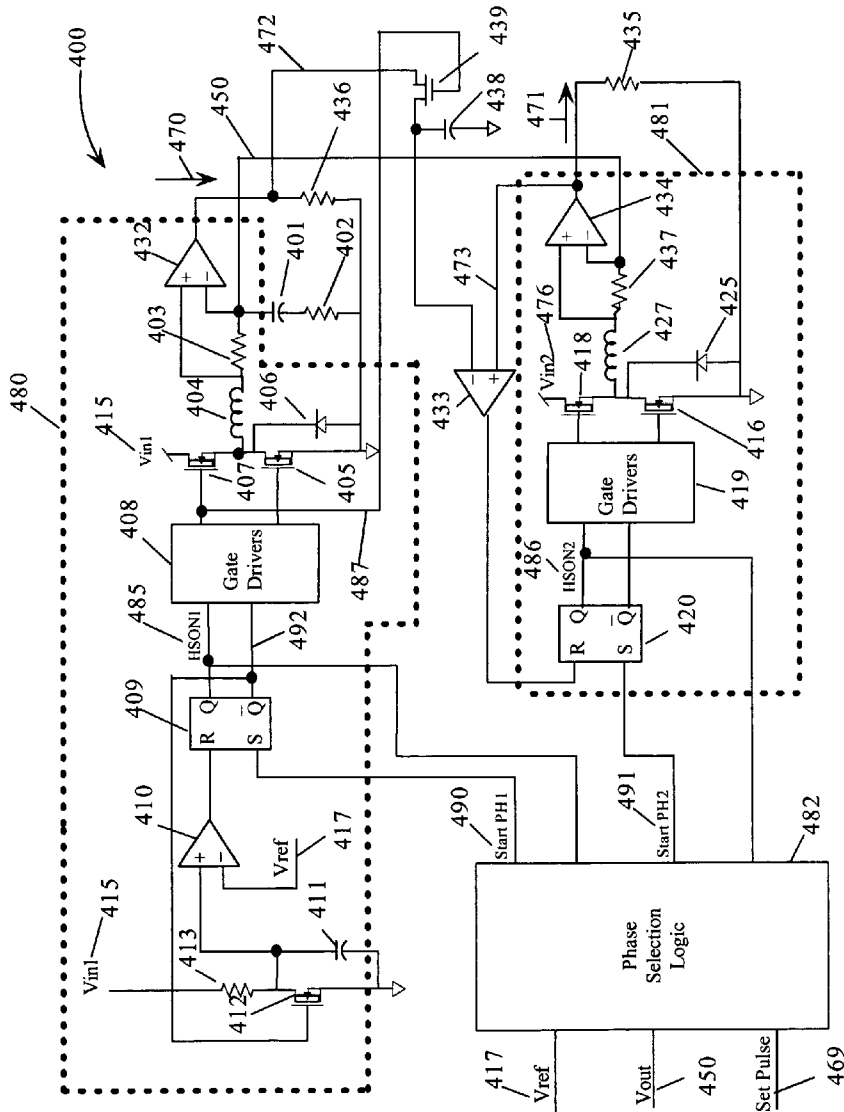 400
480
470
472
432
415
Vin1
403
404
401
436
402
406
407
405
450
439
438
408
Gate
Drivers
487
485
HSON1
492
409
R
Q
S
Q
410
+
−
+
−
Vref
417
Vin1
415
413
412
411
490
Start PH1
491
Start PH2
482
Phase
Selection
Logic
417
Vref
Vout
450
Set Pulse
469
433
−
+
473
476
Vin2
418
427
437
434
+
−
471
435
481
425
416
419
Gate
Drivers
486
HSON2
R
Q
S
Q
420